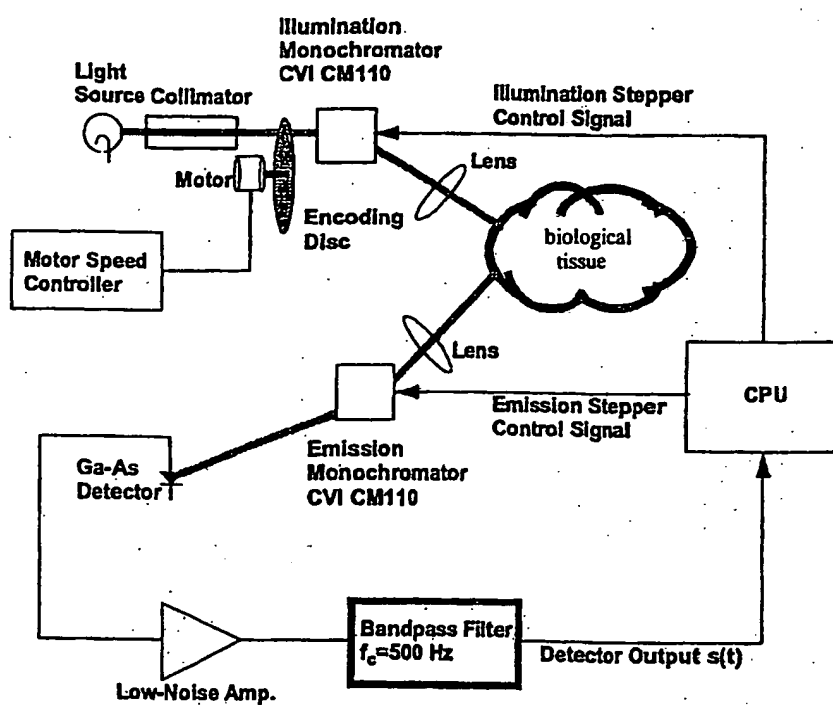 Illumination
Monochromator
CVI CM110
Light
Source
Collimator
Illumination Stepper
Control Signal
Motor
Lens
Encoding
Disc
biological
tissue
Motor Speed
Controller
Lens
CPU
Emission Stepper
Control Signal
Ga-As
Detector
Emission
Monochromator
CVI CM110
Bandpass Filter
f_c=500 Hz
Detector Output s(t)
Low-Noise Amp.